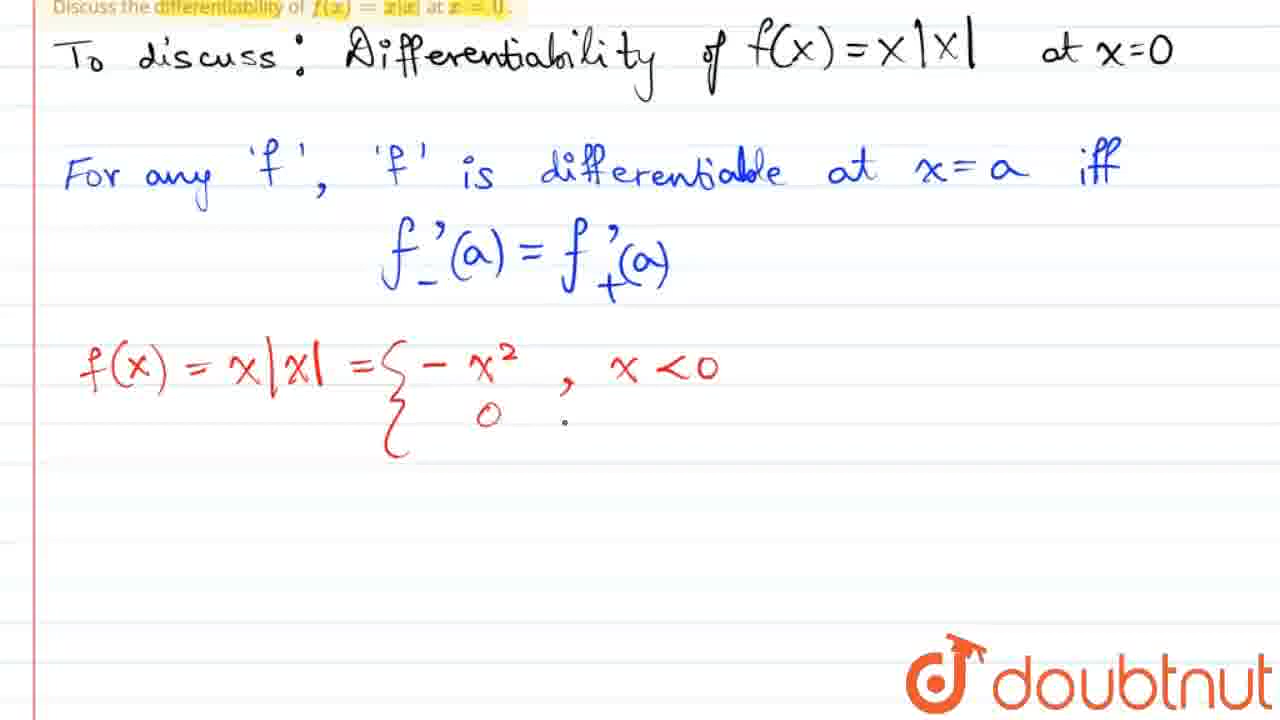 Discuss the differentiability of f(x) = x|x| at x = 0.
To discuss: Differentiability of f(x) = x|x| at x=0
For any 'f', 'f' is differentiable at x=a iff
f₋'(a) = f₊'(a)
f(x) = x|x| = { -x² , x < 0
0 ,
doubtnut